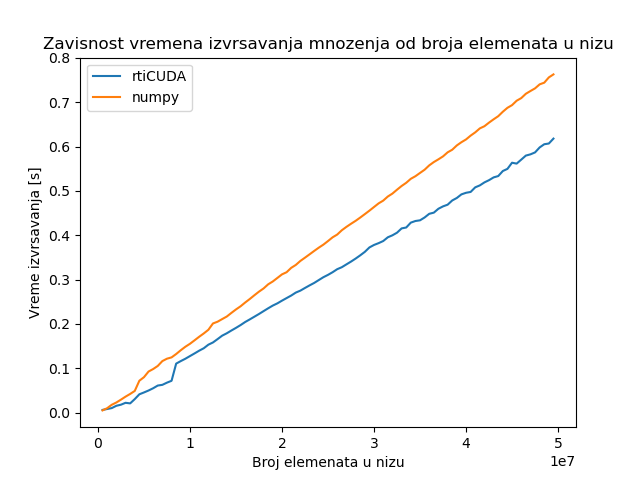 Zavisnost vremena izvrsavanja mnozenja od broja elemenata u nizu
0.8
rtiCUDA
numpy
0.7
0.6
0.5
0.4
0.3
0.2
0.1
0.0
Vreme izvrsavanja [s]
0 1 2 3 4 5
1e7
Broj elemenata u nizu